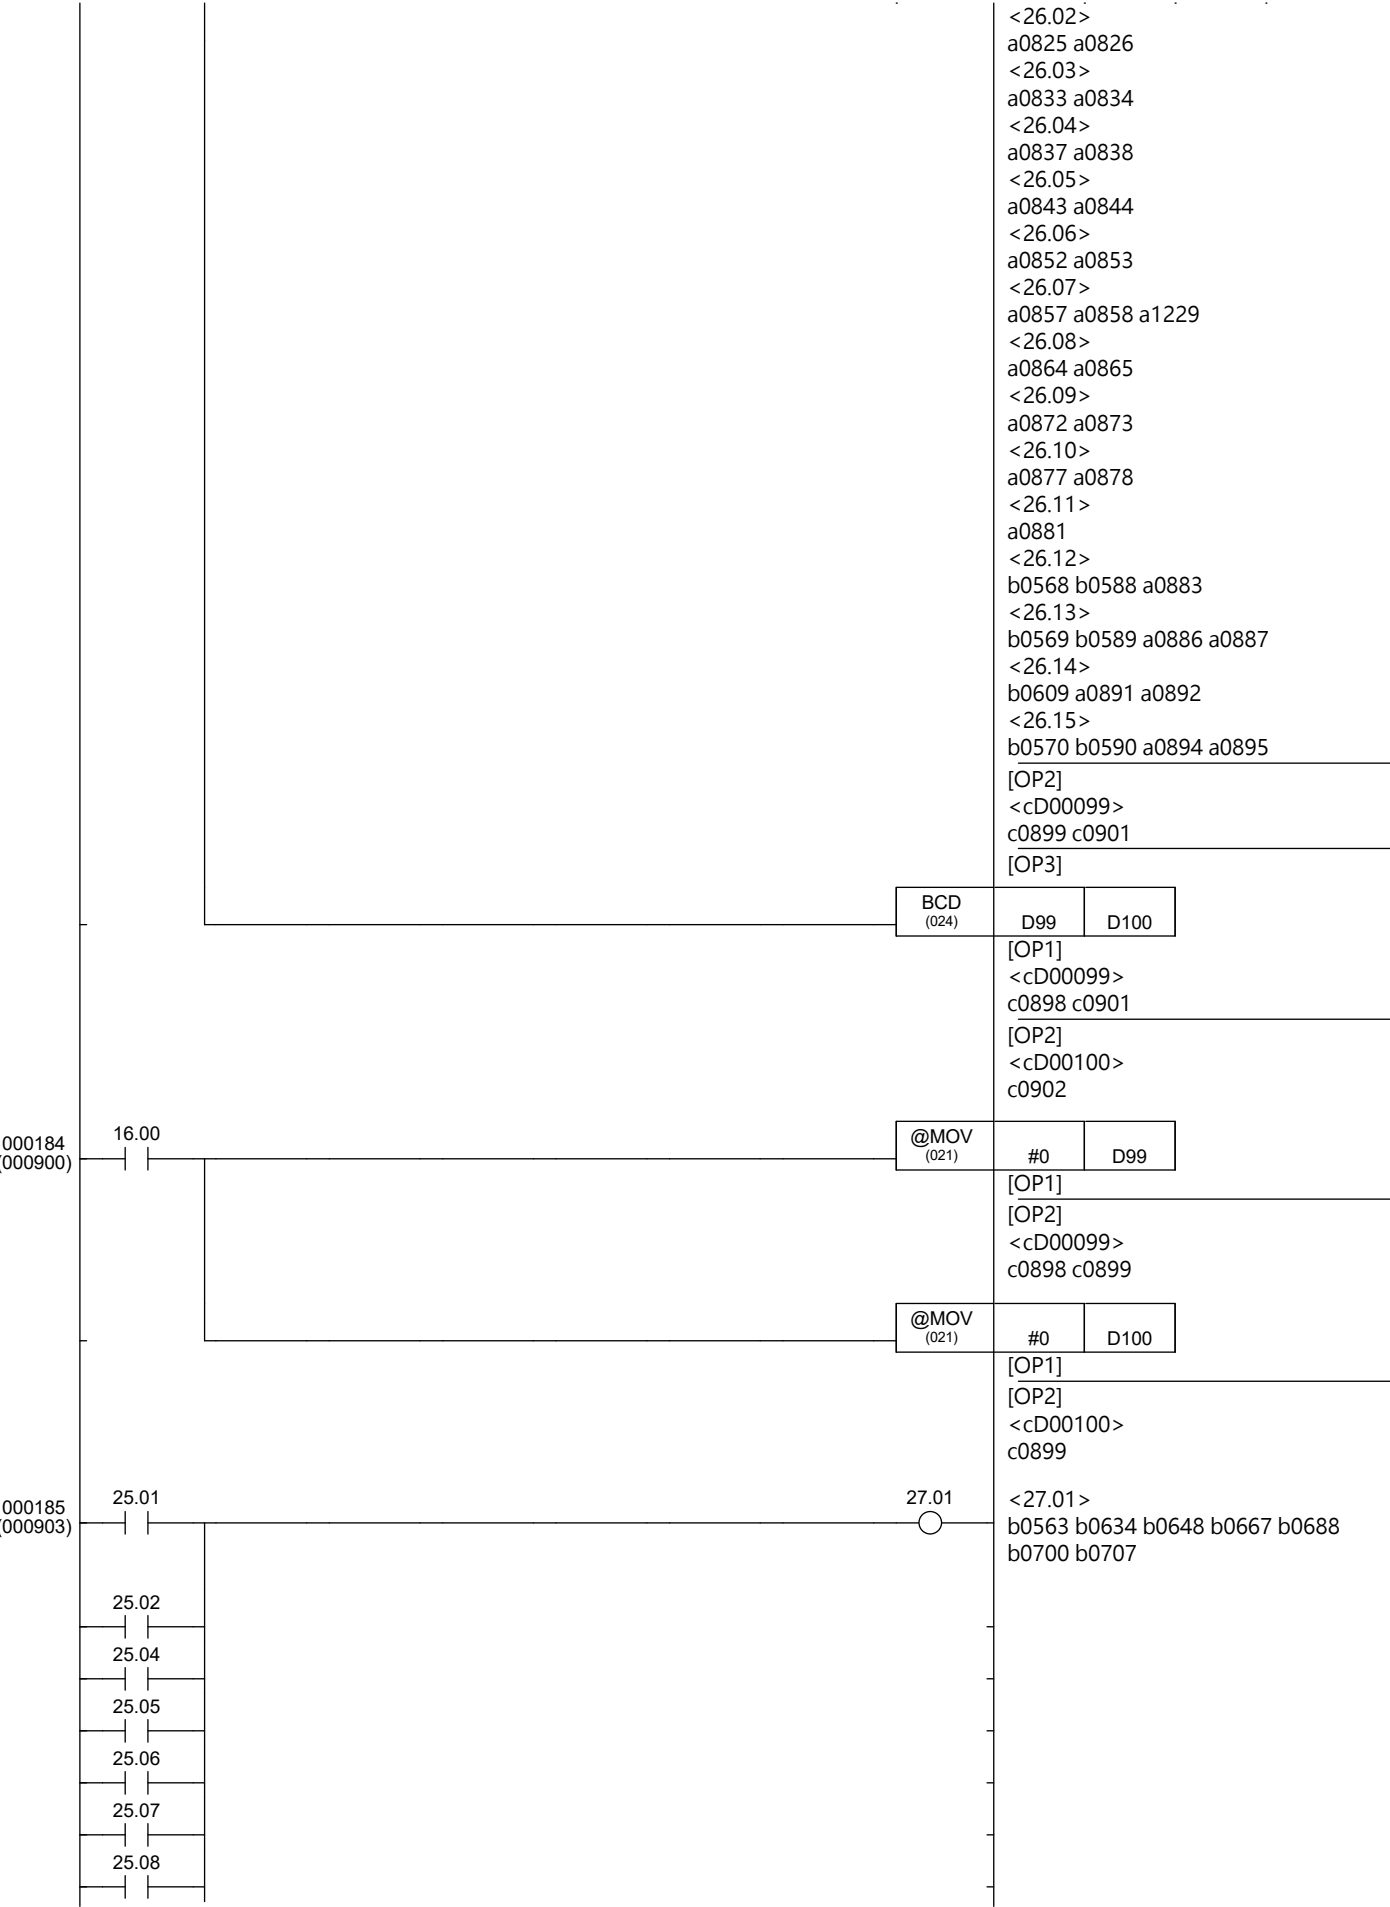 <26.02>
a0825 a0826
<26.03>
a0833 a0834
<26.04>
a0837 a0838
<26.05>
a0843 a0844
<26.06>
a0852 a0853
<26.07>
a0857 a0858 a1229
<26.08>
a0864 a0865
<26.09>
a0872 a0873
<26.10>
a0877 a0878
<26.11>
a0881
<26.12>
b0568 b0588 a0883
<26.13>
b0569 b0589 a0886 a0887
<26.14>
b0609 a0891 a0892
<26.15>
b0570 b0590 a0894 a0895
[OP2]
<cD00099>
c0899 c0901
[OP3]
BCD
(024) D99 D100
[OP1]
<cD00099>
c0898 c0901
[OP2]
<cD00100>
c0902
000184 16.00 @MOV
(000900) (021) #0 D99
[OP1]
[OP2]
<cD00099>
c0898 c0899
@MOV
(021) #0 D100
[OP1]
[OP2]
<cD00100>
c0899
000185 25.01 27.01 <27.01>
(000903) b0563 b0634 b0648 b0667 b0688
b0700 b0707
25.02
25.04
25.05
25.06
25.07
25.08